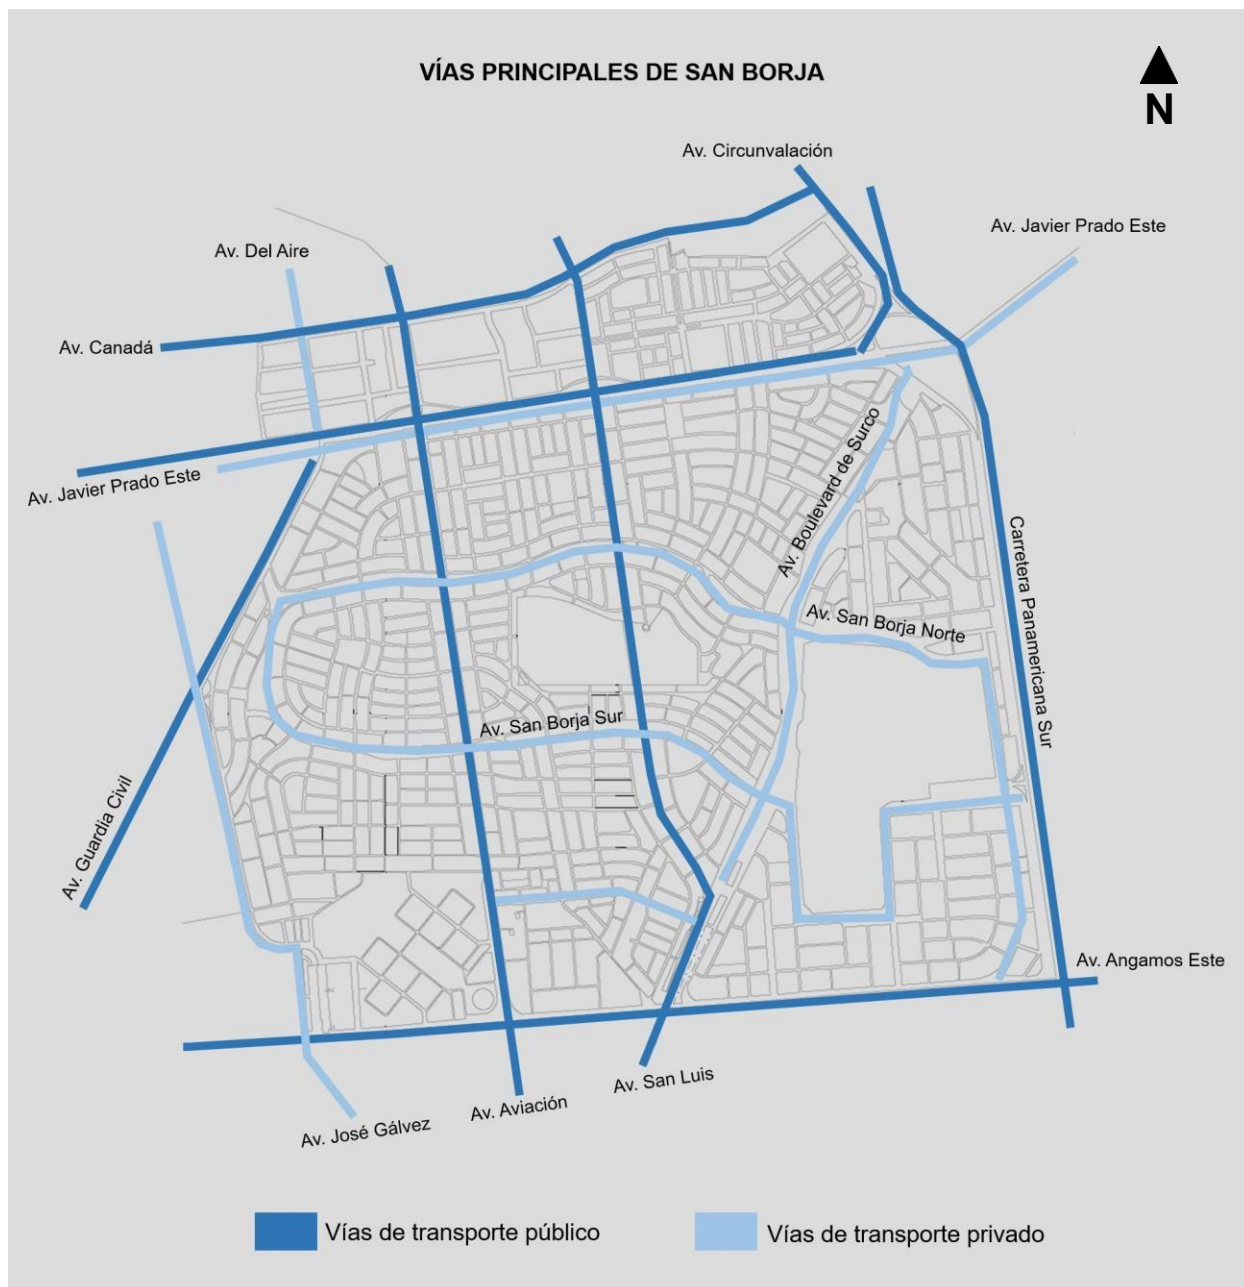 VÍAS PRINCIPALES DE SAN BORJA
N
Av. Circunvalación
Av. Javier Prado Este
Av. Del Aire
Av. Canadá
Av. Javier Prado Este
Av. Boulevard de Surco
Carretera Panamericana Sur
Av. San Borja Norte
Av. San Borja Sur
Av. Guardia Civil
Av. Angamos Este
Av. San Luis
Av. Aviación
Av. José Gálvez
Vías de transporte público
Vías de transporte privado